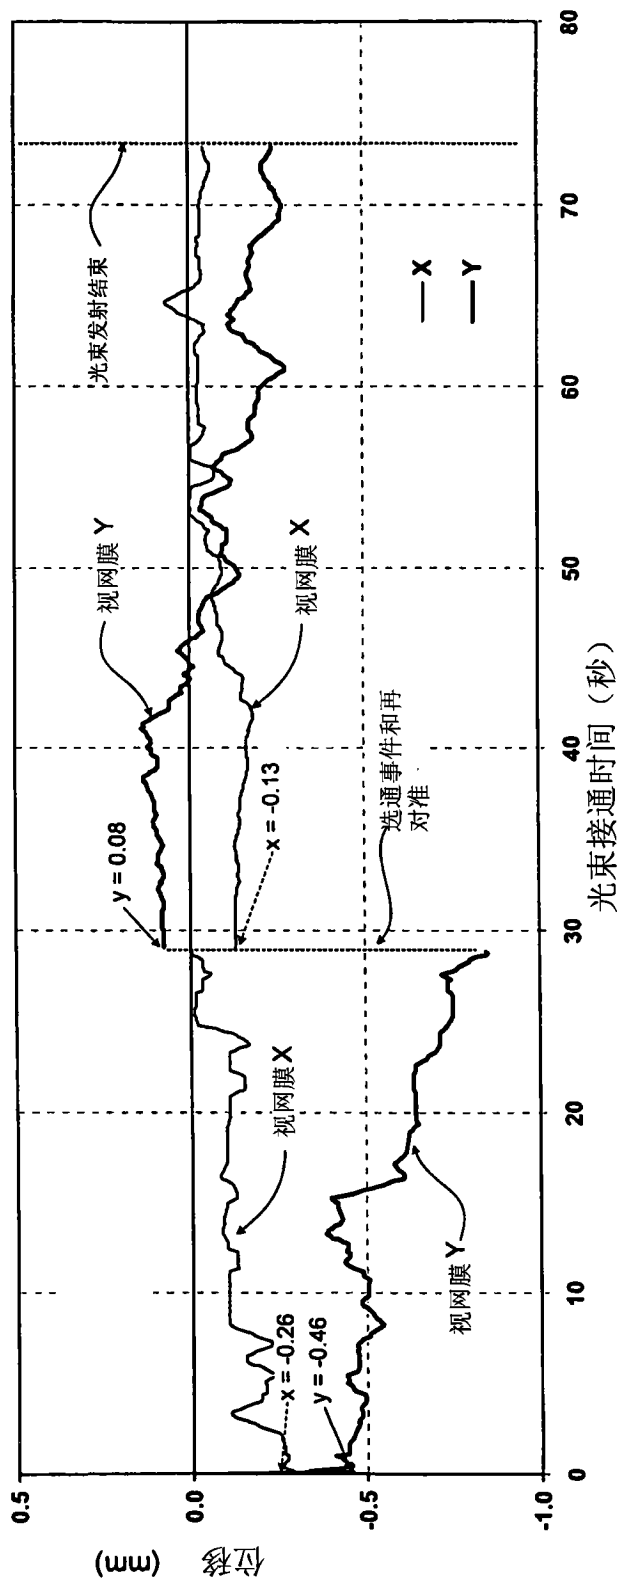 0.5
0.0
-0.5
-1.0
位移
(mm)
0
10
20
30
40
50
60
70
80
光束接通时间（秒）
x = -0.26
y = -0.46
视网膜 X
视网膜 Y
y = 0.08
x = -0.13
选通事件和再
对准
视网膜 Y
视网膜 X
光束发射结束
X
Y